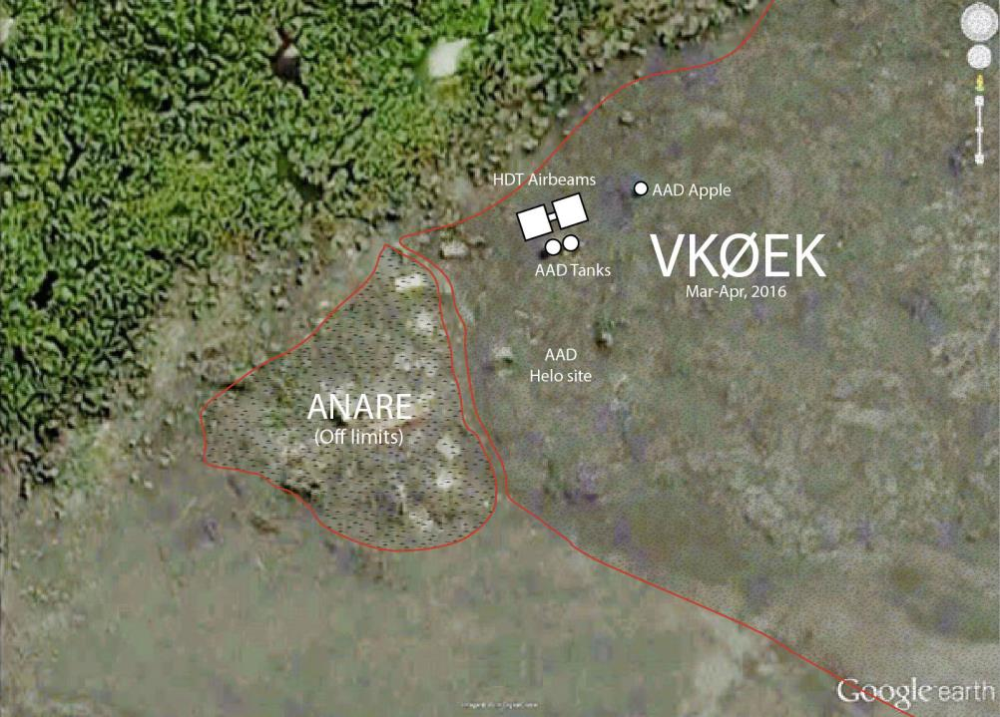 HDT Airbeams
AAD Apple
VKØEK
Mar-Apr, 2016
AAD Tanks
AAD
Helo site
ANARE
(Off limits)
Google earth